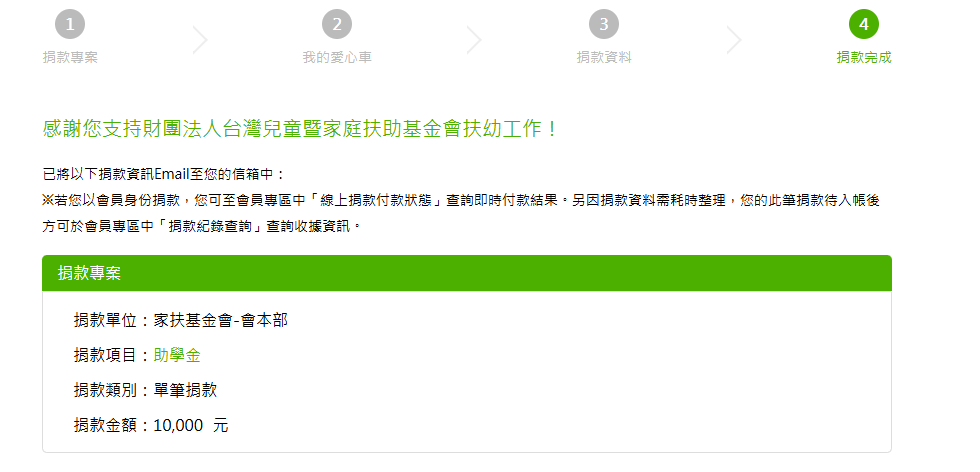 1
2
3
4
捐款專案
我的愛心車
捐款資料
捐款完成
感謝您支持財團法人台灣兒童暨家庭扶助基金會扶幼工作！
已將以下捐款資訊Email至您的信箱中：
※若您以會員身份捐款，您可至會員專區中「線上捐款付款狀態」查詢即時付款結果。另因捐款資料需耗時整理，您的此筆捐款待入帳後
方可於會員專區中「捐款紀錄查詢」查詢收據資訊。
捐款專案
捐款單位：家扶基金會-會本部
捐款項目：助學金
捐款類別：單筆捐款
捐款金額：10,000 元